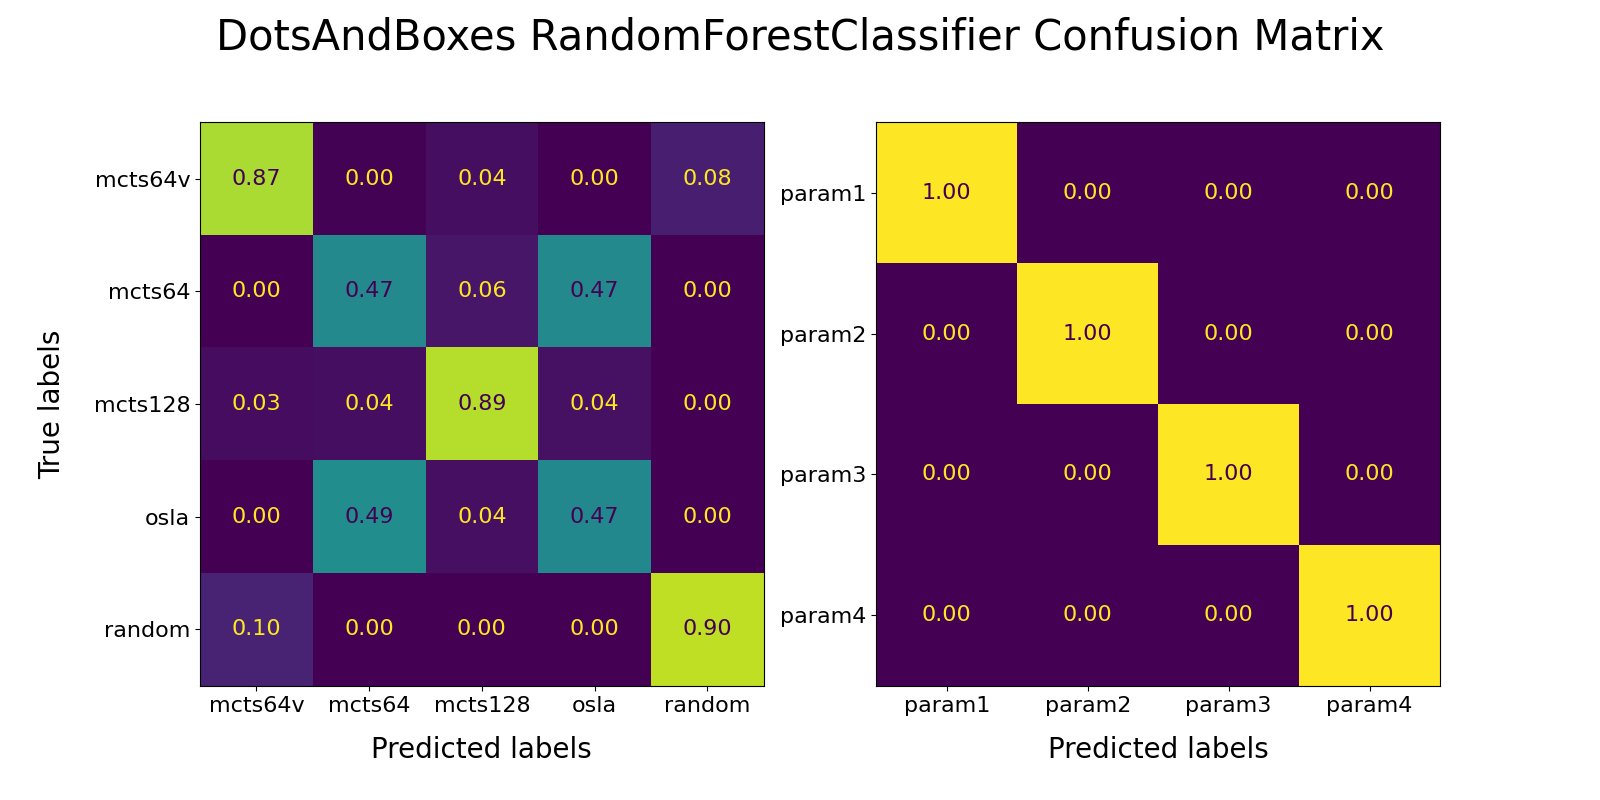 DotsAndBoxes RandomForestClassifier Confusion Matrix
True labels
mcts64v 0.87 0.00 0.04 0.00 0.08
mcts64 0.00 0.47 0.06 0.47 0.00
mcts128 0.03 0.04 0.89 0.04 0.00
osla 0.00 0.49 0.04 0.47 0.00
random 0.10 0.00 0.00 0.00 0.90
mcts64v mcts64 mcts128 osla random
Predicted labels
param1 1.00 0.00 0.00 0.00
param2 0.00 1.00 0.00 0.00
param3 0.00 0.00 1.00 0.00
param4 0.00 0.00 0.00 1.00
param1 param2 param3 param4
Predicted labels